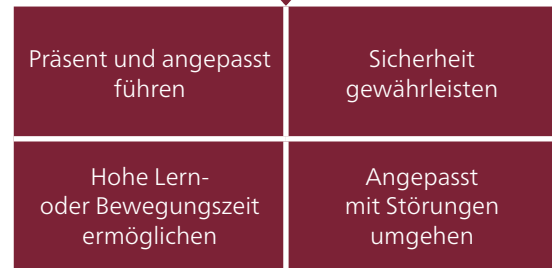 Präsent und angepasst
führen
Sicherheit
gewährleisten
Hohe Lern-
oder Bewegungszeit
ermöglichen
Angepasst
mit Störungen
umgehen